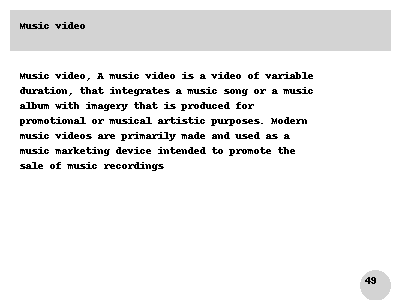 Music video
Music video, A music video is a video of variable
duration, that integrates a music song or a music
album with imagery that is produced for
promotional or musical artistic purposes. Modern
music videos are primarily made and used as a
music marketing device intended to promote the
sale of music recordings
49